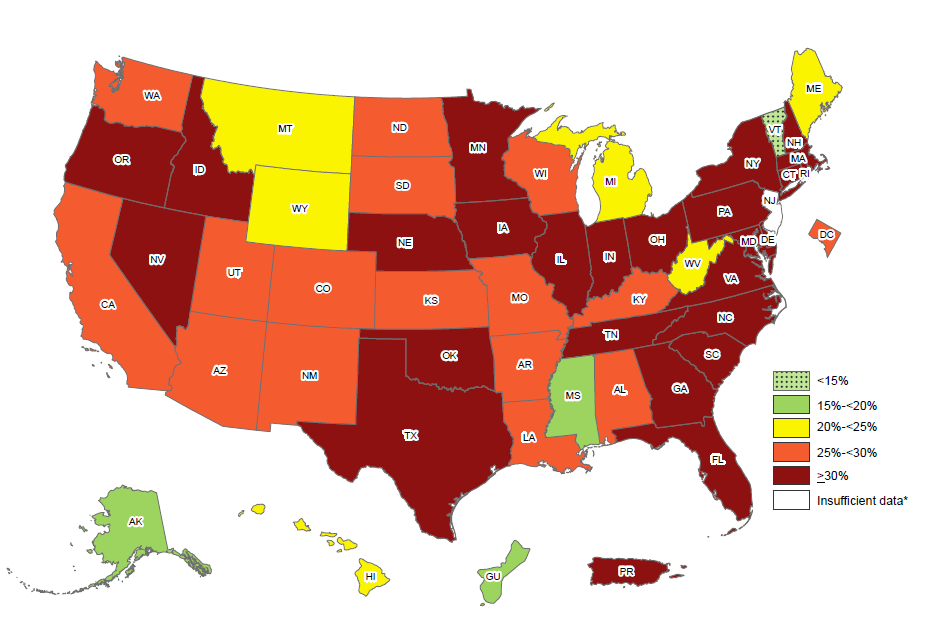 ME
WA
VT
MT
ND
MN
NH
OR
MA
NY
ID
WI
CT
RI
MI
SD
WY
NJ
PA
IA
NE
OH
DC
MD
DE
IN
NV
IL
WV
UT
VA
CO
KY
CA
KS
MO
NC
TN
OK
SC
AZ
AR
NM
GA
AL
MS
<15%
15%-<20%
20%-<25%
TX
LA
25%-<30%
FL
>30%
Insufficient data*
AK
PR
HI
GU